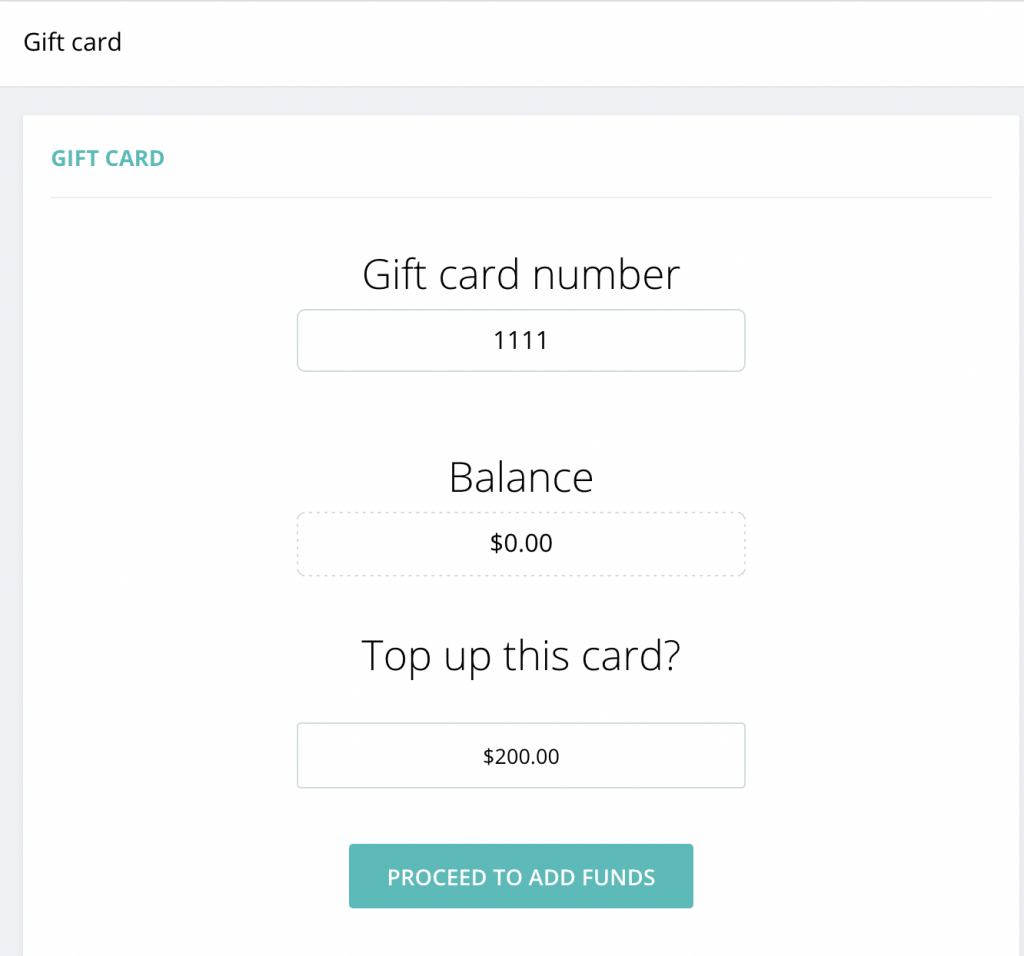 Gift card
GIFT CARD
Gift card number
1111
Balance
$0.00
Top up this card?
$200.00
PROCEED TO ADD FUNDS